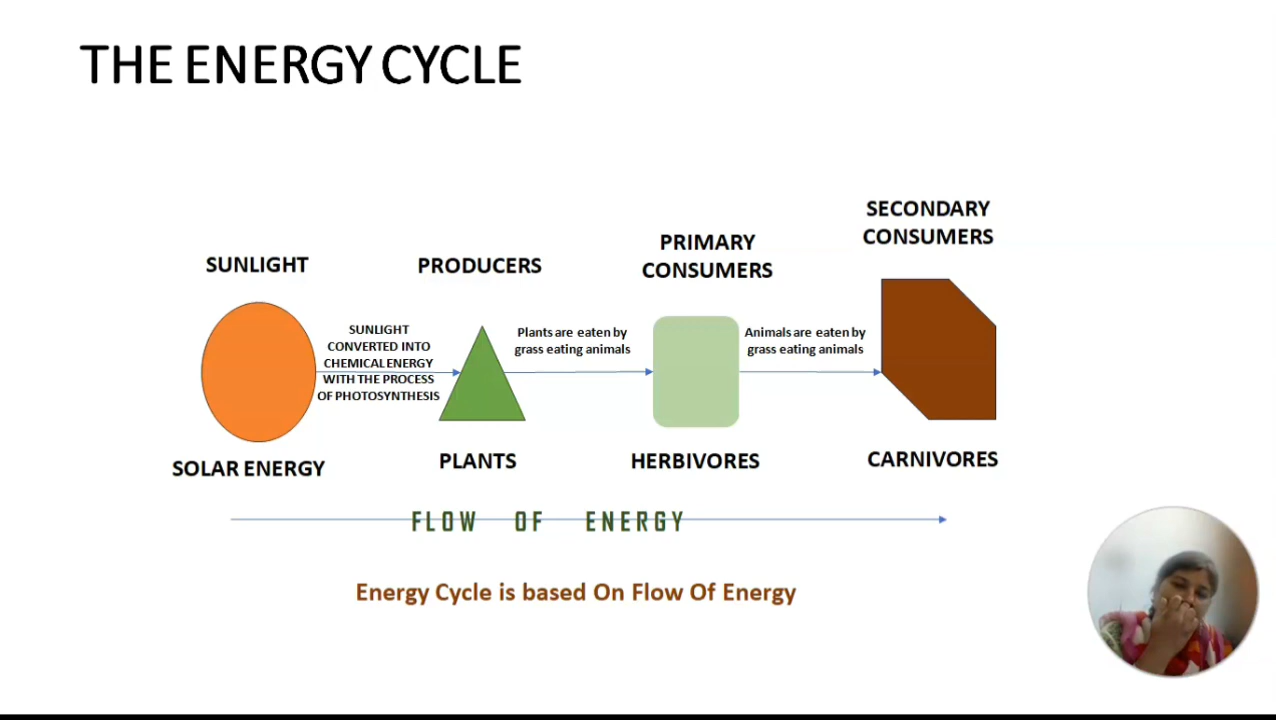 THE ENERGY CYCLE
SECONDARY
CONSUMERS
PRIMARY
CONSUMERS
SUNLIGHT
PRODUCERS
SUNLIGHT
CONVERTED INTO
CHEMICAL ENERGY
WITH THE PROCESS
OF PHOTOSYNTHESIS
Plants are eaten by
grass eating animals
Animals are eaten by
grass eating animals
SOLAR ENERGY
PLANTS
HERBIVORES
CARNIVORES
FLOW OF ENERGY
Energy Cycle is based On Flow Of Energy